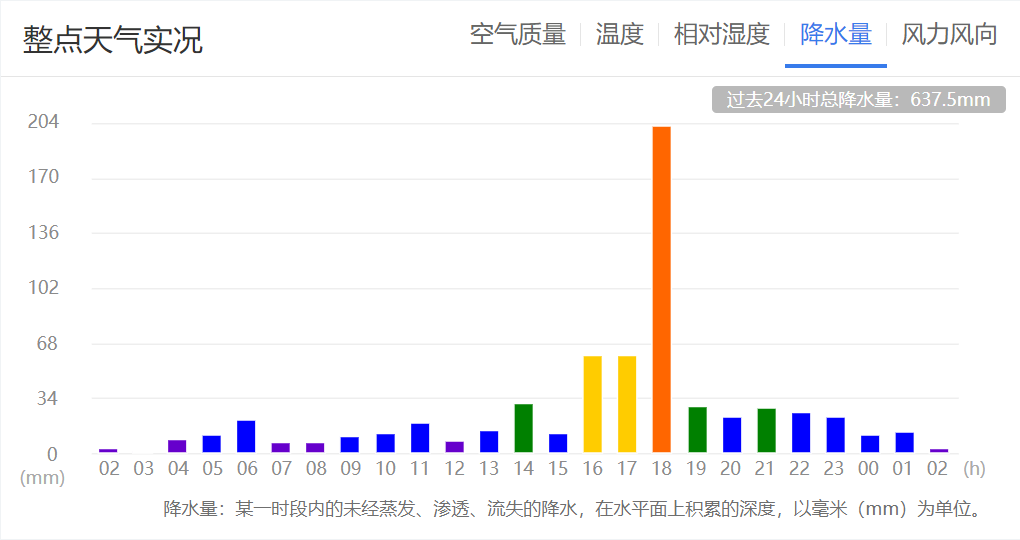 整点天气实况
空气质量 温度 相对湿度 降水量 风力风向
过去24小时总降水量：637.5mm
204
170
136
102
68
34
0
(mm)
02 03 04 05 06 07 08 09 10 11 12 13 14 15 16 17 18 19 20 21 22 23 00 01 02 (h)
降水量：某一时段内的未经蒸发、渗透、流失的降水，在水平面上积累的深度，以毫米（mm）为单位。